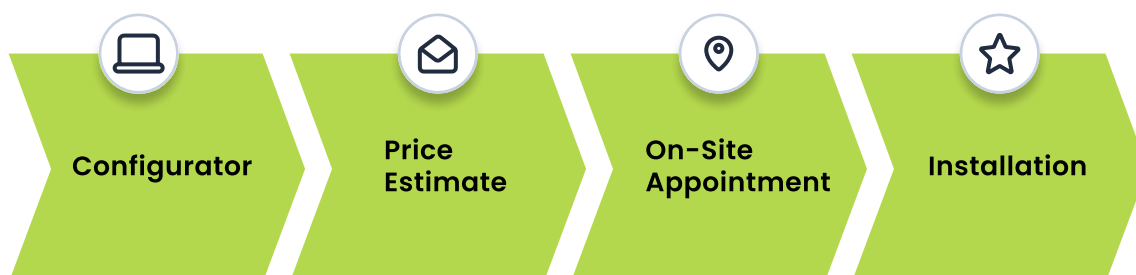 Configurator
Price
Estimate
On-Site
Appointment
Installation